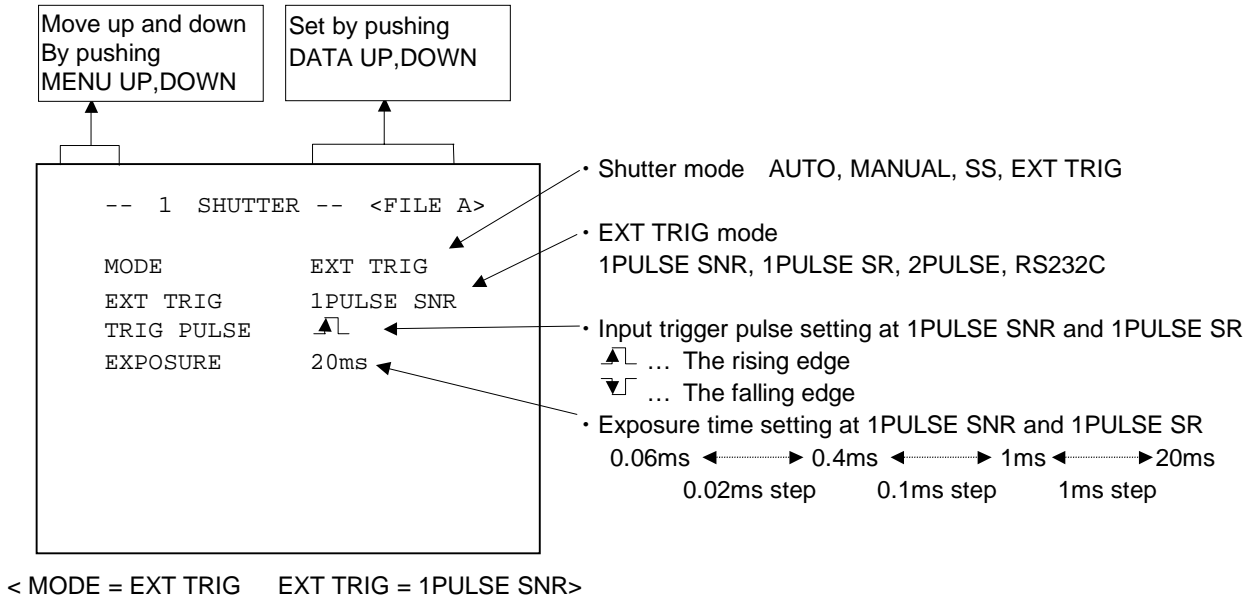 Move up and down
By pushing
MENU UP,DOWN
Set by pushing
DATA UP,DOWN
-- 1 SHUTTER -- <FILE A>
MODE EXT TRIG
EXT TRIG 1PULSE SNR
TRIG PULSE
EXPOSURE 20ms
・Shutter mode AUTO, MANUAL, SS, EXT TRIG
・EXT TRIG mode
1PULSE SNR, 1PULSE SR, 2PULSE, RS232C
・Input trigger pulse setting at 1PULSE SNR and 1PULSE SR
… The rising edge
… The falling edge
・Exposure time setting at 1PULSE SNR and 1PULSE SR
0.06ms 0.4ms 1ms 20ms
0.02ms step 0.1ms step 1ms step
< MODE = EXT TRIG EXT TRIG = 1PULSE SNR>